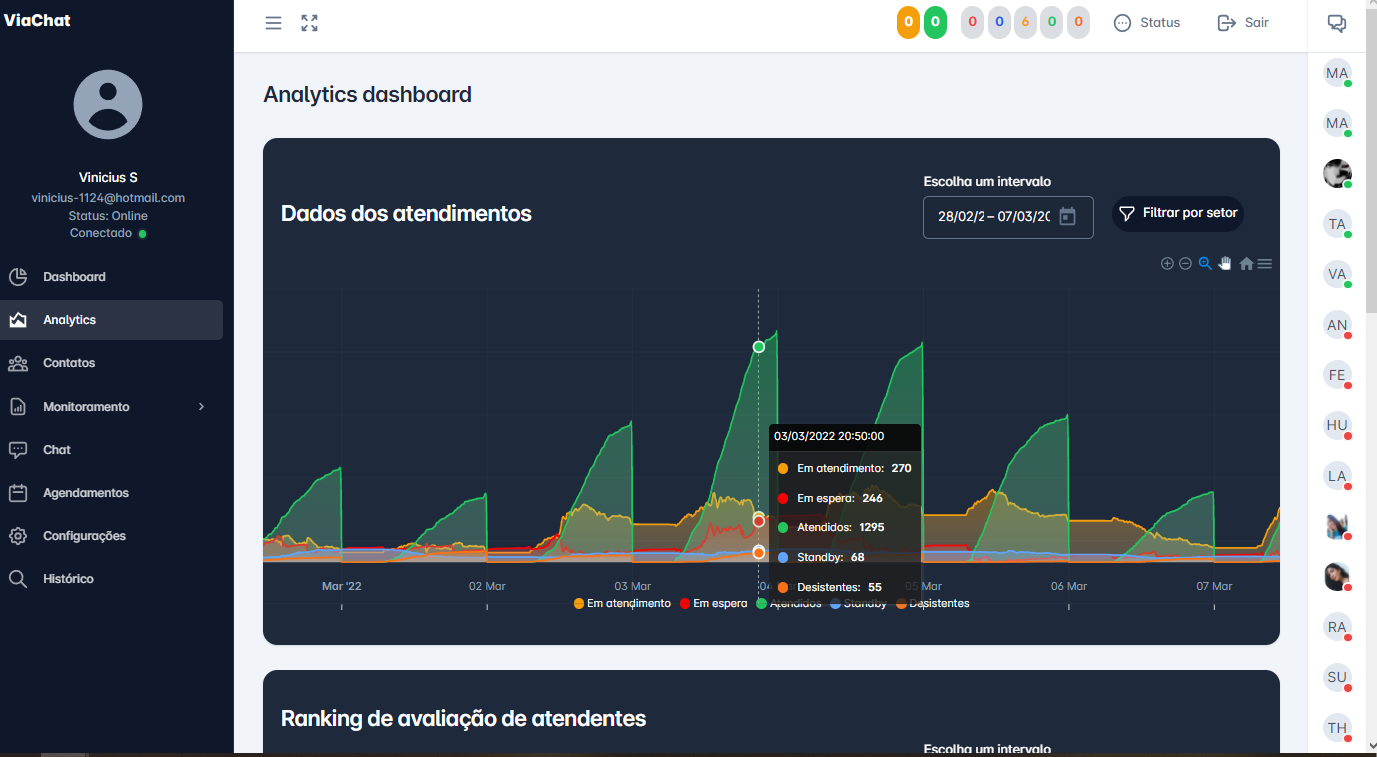 ViaChat
0 0 0 0 6 0 0 Status Sair
Vinicius S
vinicius-1124@hotmail.com
Status: Online
Conectado
Dashboard
Analytics
Contatos
Monitoramento
Chat
Agendamentos
Configurações
Histórico
Analytics dashboard
Dados dos atendimentos
Escolha um intervalo
28/02/2 – 07/03/20
Filtrar por setor
03/03/2022 20:50:00
Em atendimento: 270
Em espera: 246
Atendidos: 1295
Standby: 68
Desistentes: 55
Mar '22 02 Mar 03 Mar 05 Mar 06 Mar 07 Mar
Em atendimento Em espera Atendidos Standby Desistentes
Ranking de avaliação de atendentes
Escolha um intervalo
MA
MA
TA
VA
AN
FE
HU
LA
RA
SU
TH